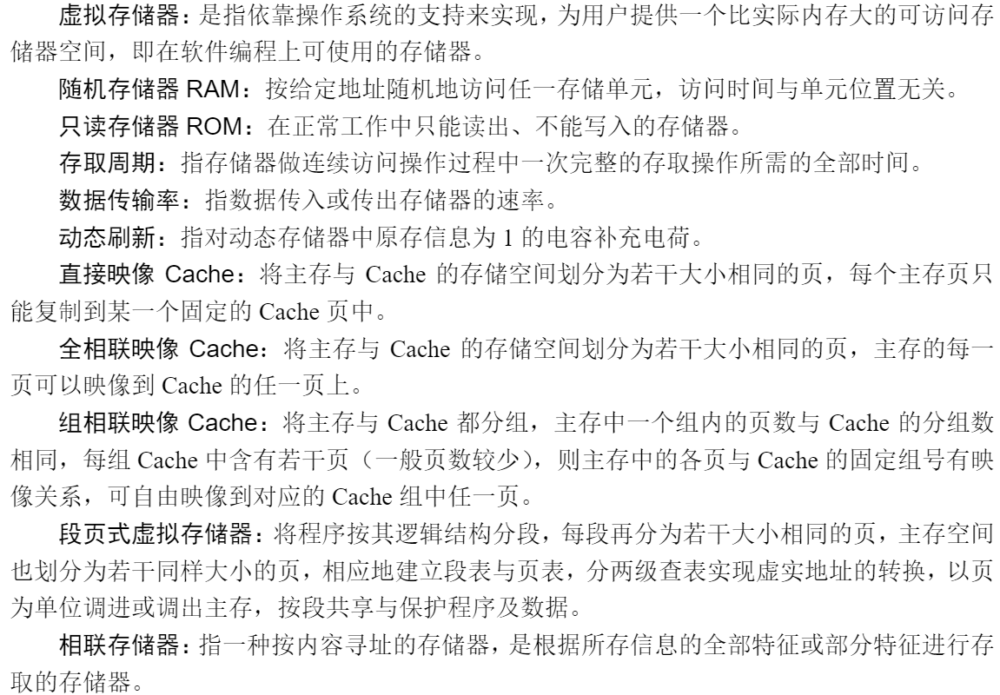 虚拟存储器：是指依靠操作系统的支持来实现，为用户提供一个比实际内存大的可访问存
储器空间，即在软件编程上可使用的存储器。
随机存储器 RAM：按给定地址随机地访问任一存储单元，访问时间与单元位置无关。
只读存储器 ROM：在正常工作中只能读出、不能写入的存储器。
存取周期：指存储器做连续访问操作过程中一次完整的存取操作所需的全部时间。
数据传输率：指数据传入或传出存储器的速率。
动态刷新：指对动态存储器中原存信息为 1 的电容补充电荷。
直接映像 Cache：将主存与 Cache 的存储空间划分为若干大小相同的页，每个主存页只
能复制到某一个固定的 Cache 页中。
全相联映像 Cache：将主存与 Cache 的存储空间划分为若干大小相同的页，主存的每一
页可以映像到 Cache 的任一页上。
组相联映像 Cache：将主存与 Cache 都分组，主存中一个组内的页数与 Cache 的分组数
相同，每组 Cache 中含有若干页（一般页数较少），则主存中的各页与 Cache 的固定组号有映
像关系，可自由映像到对应的 Cache 组中任一页。
段页式虚拟存储器：将程序按其逻辑结构分段，每段再分为若干大小相同的页，主存空间
也划分为若干同样大小的页，相应地建立段表与页表，分两级查表实现虚实地址的转换，以页
为单位调进或调出主存，按段共享与保护程序及数据。
相联存储器：指一种按内容寻址的存储器，是根据所存信息的全部特征或部分特征进行存
取的存储器。